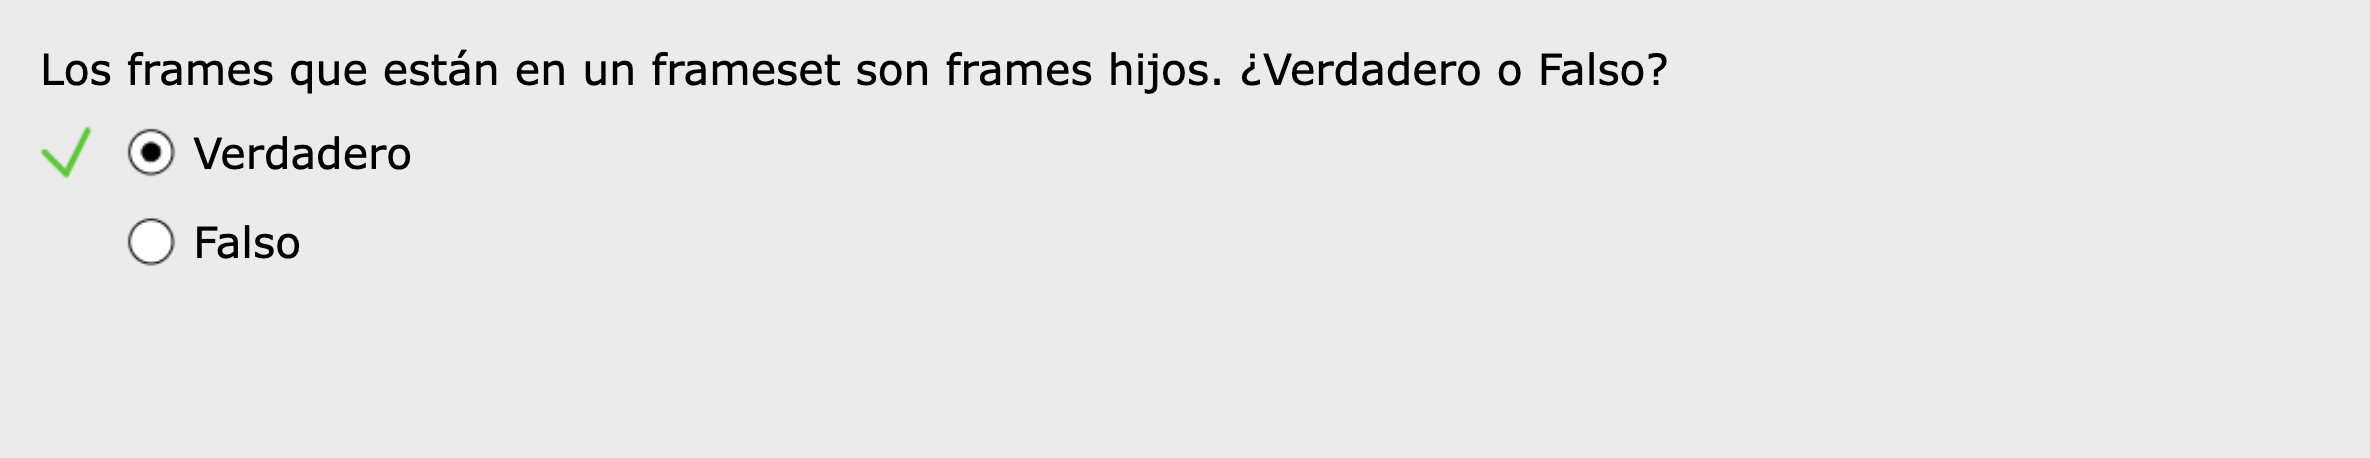 Los frames que están en un frameset son frames hijos. ¿Verdadero o Falso?
Verdadero
Falso